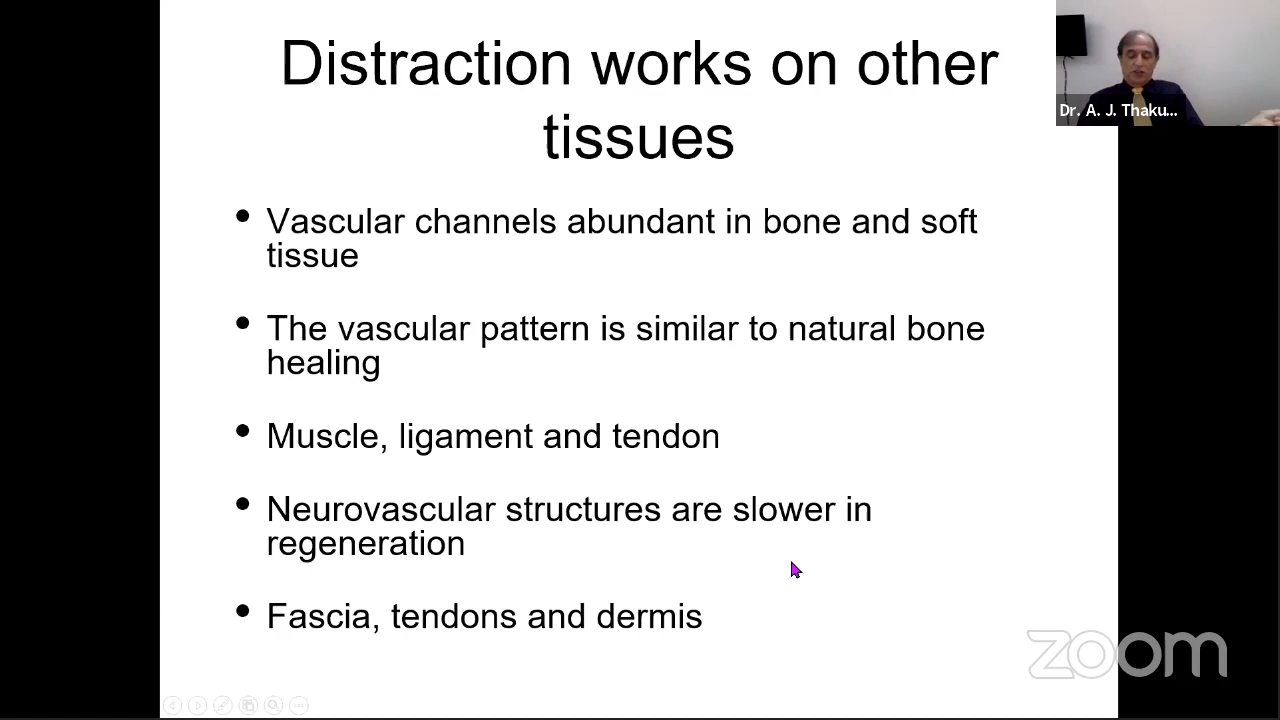 Distraction works on other
tissues
Dr. A. J. Thaku...
• Vascular channels abundant in bone and soft
tissue
• The vascular pattern is similar to natural bone
healing
• Muscle, ligament and tendon
• Neurovascular structures are slower in
regeneration
• Fascia, tendons and dermis
zoom